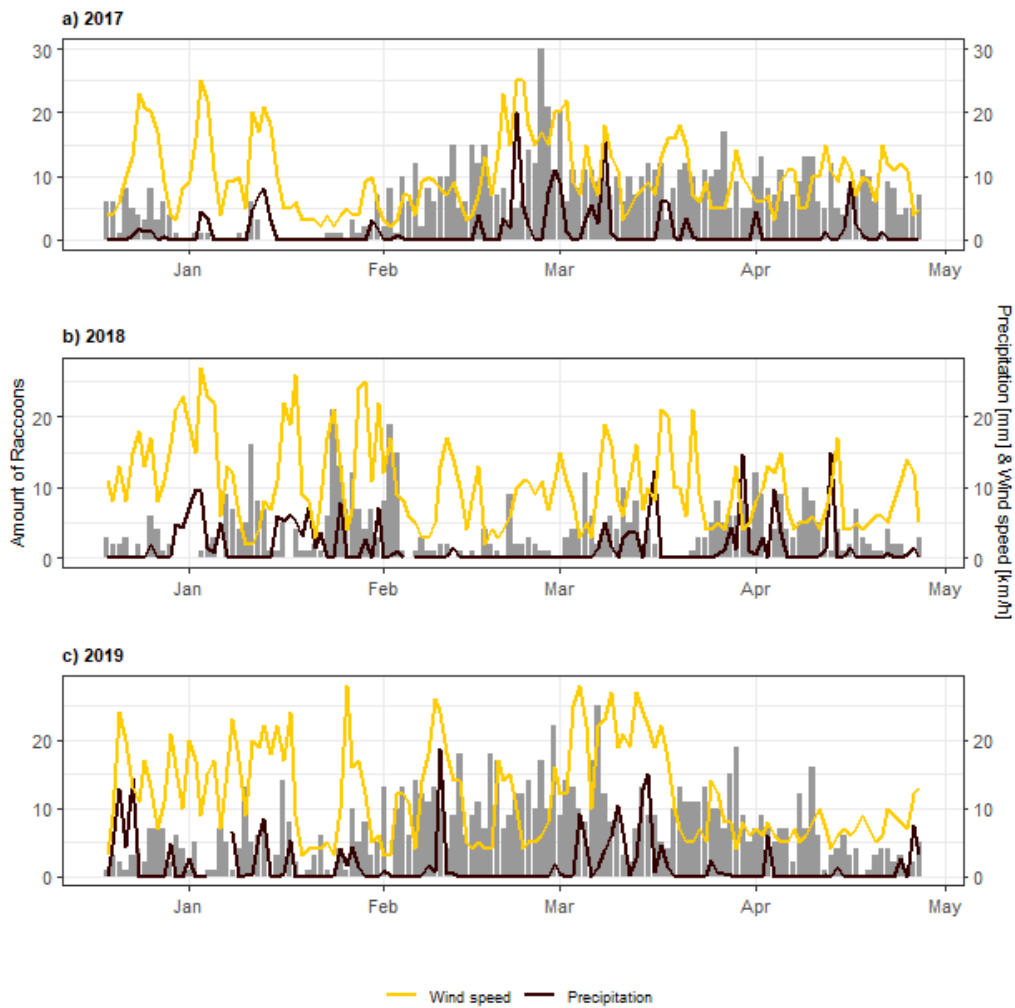 a) 2017
30 30
20 20
10 10
0 0
Jan Feb Mar Apr May
b) 2018
20 20
10 10
0 0
Jan Feb Mar Apr May
Amount of Raccoons
Precipitation [mm] & Wind speed [km/h]
c) 2019
20 20
10 10
0 0
Jan Feb Mar Apr May
Wind speed Precipitation